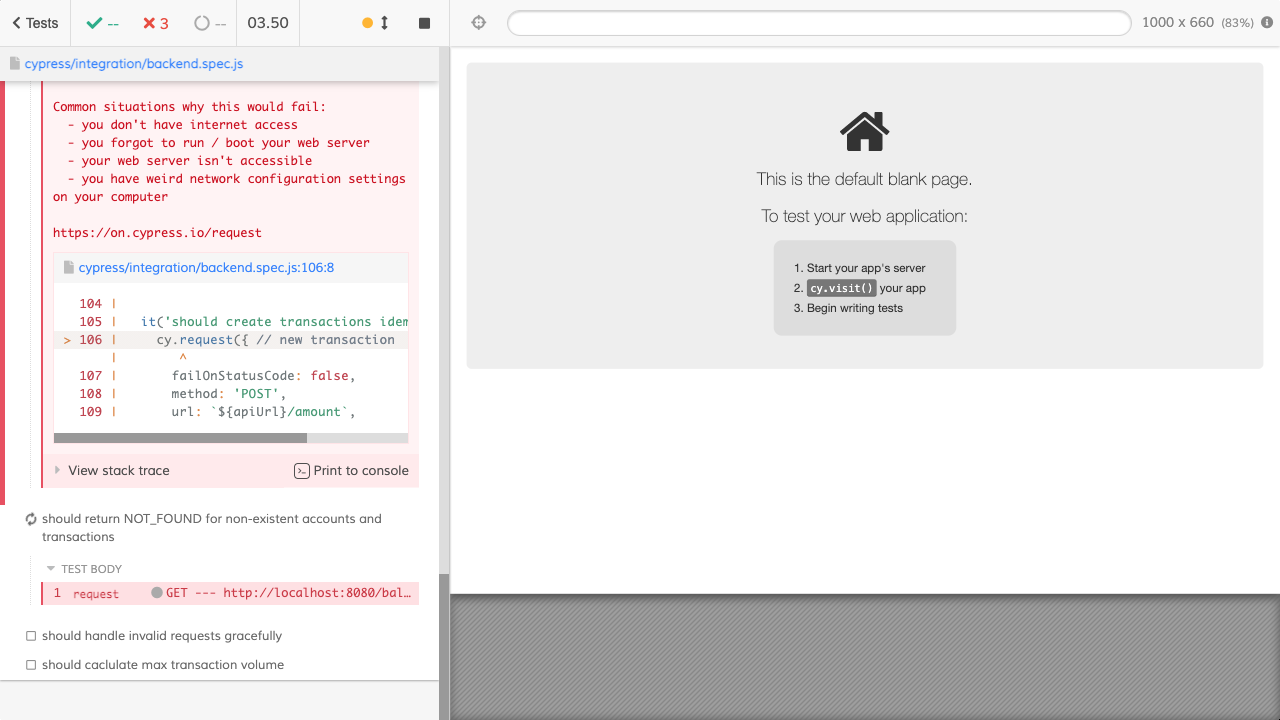 Tests
--
3
--
03.50
1000 x 660 (83%)
cypress/integration/backend.spec.js
Common situations why this would fail:
- you don't have internet access
- you forgot to run / boot your web server
- your web server isn't accessible
- you have weird network configuration settings
on your computer
https://on.cypress.io/request
cypress/integration/backend.spec.js:106:8
104 |
105 | it('should create transactions idem
> 106 | cy.request({ // new transaction
| ^
107 | failOnStatusCode: false,
108 | method: 'POST',
109 | url: `${apiUrl}/amount`,
View stack trace
Print to console
should return NOT_FOUND for non-existent accounts and
transactions
TEST BODY
1 request GET --- http://localhost:8080/bal…
should handle invalid requests gracefully
should caclulate max transaction volume
This is the default blank page.
To test your web application:
1. Start your app's server
2. cy.visit() your app
3. Begin writing tests